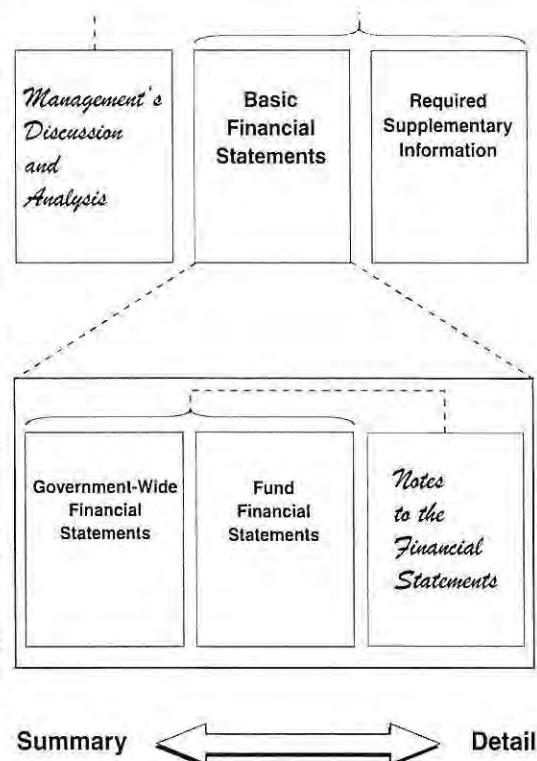 Management's
Discussion
and
Analysis
Basic
Financial
Statements
Required
Supplementary
Information
Government-Wide
Financial
Statements
Fund
Financial
Statements
Notes
to the
Financial
Statements
Summary
Detail